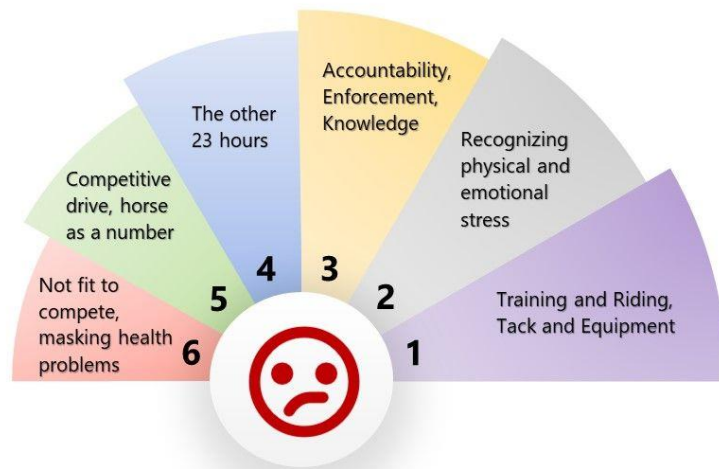 Accountability,
Enforcement,
Knowledge
The other
23 hours
Recognizing
physical and
emotional
stress
Competitive
drive, horse
as a number
Not fit to
compete,
masking health
problems
Training and Riding,
Tack and Equipment
6
5
4
3
2
1